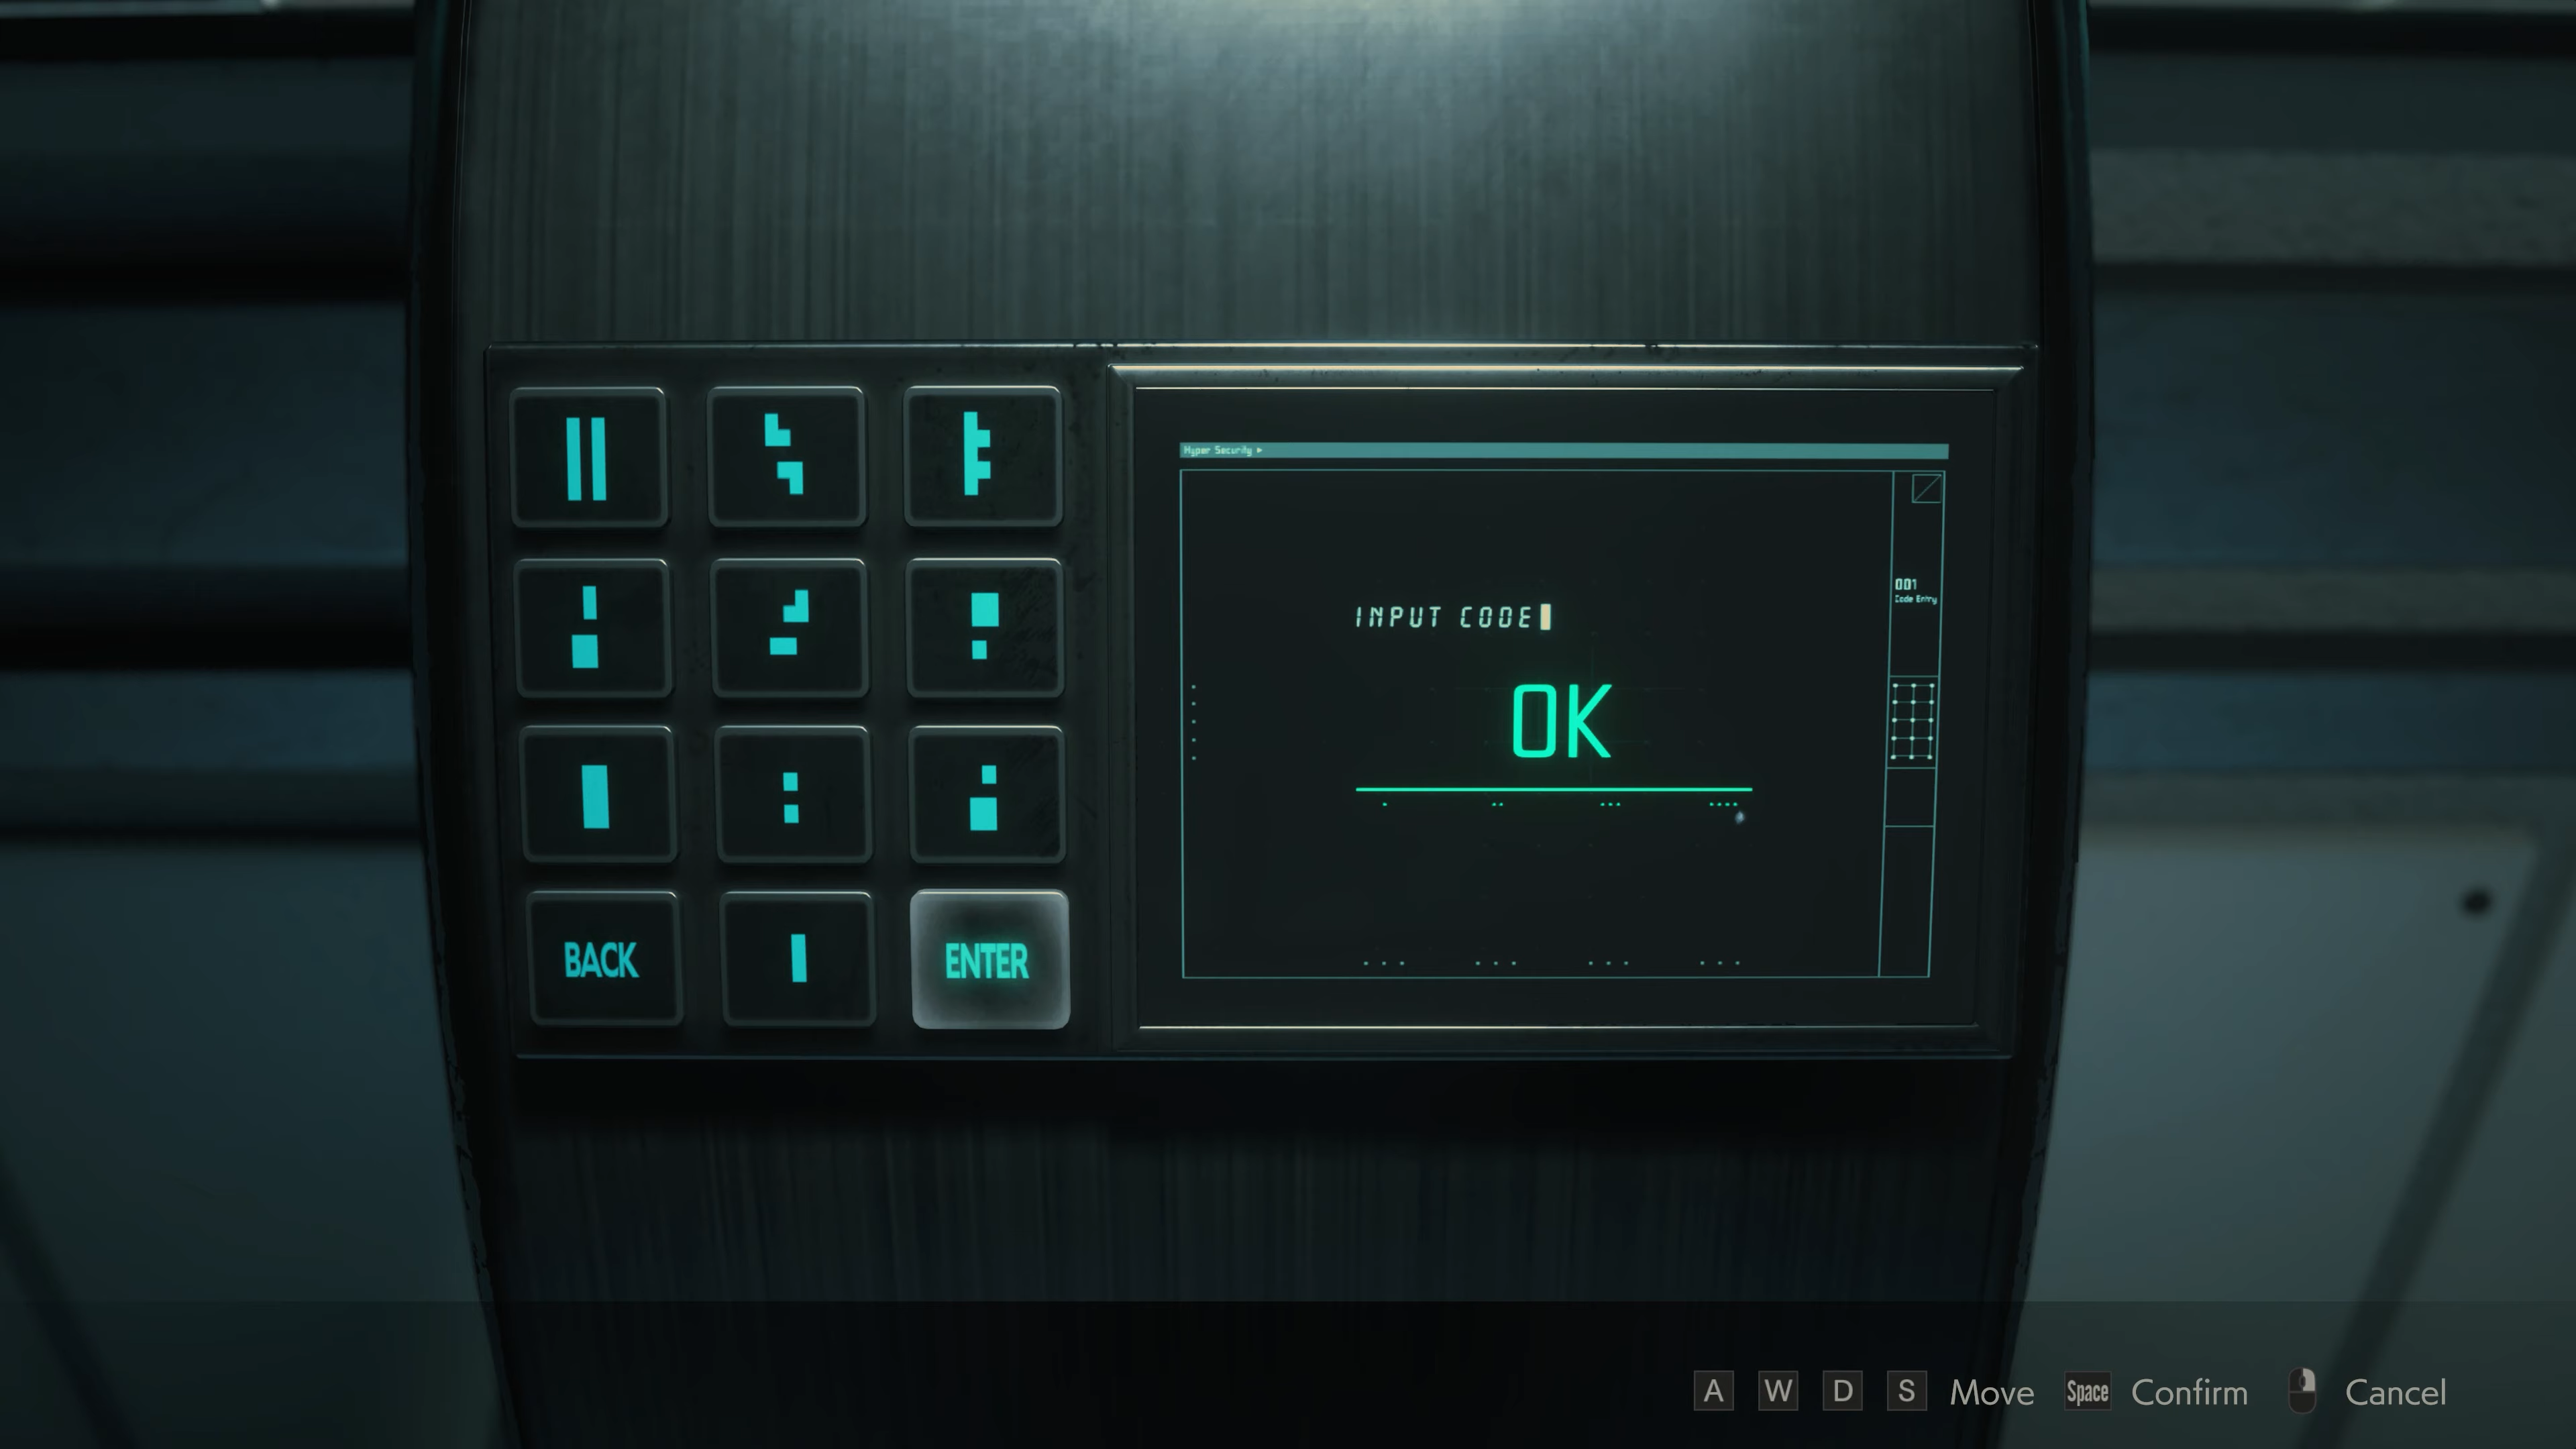 Hyper Security
001
Code Entry
INPUT CODE
OK
BACK
ENTER
A W D S Move Space Confirm Cancel